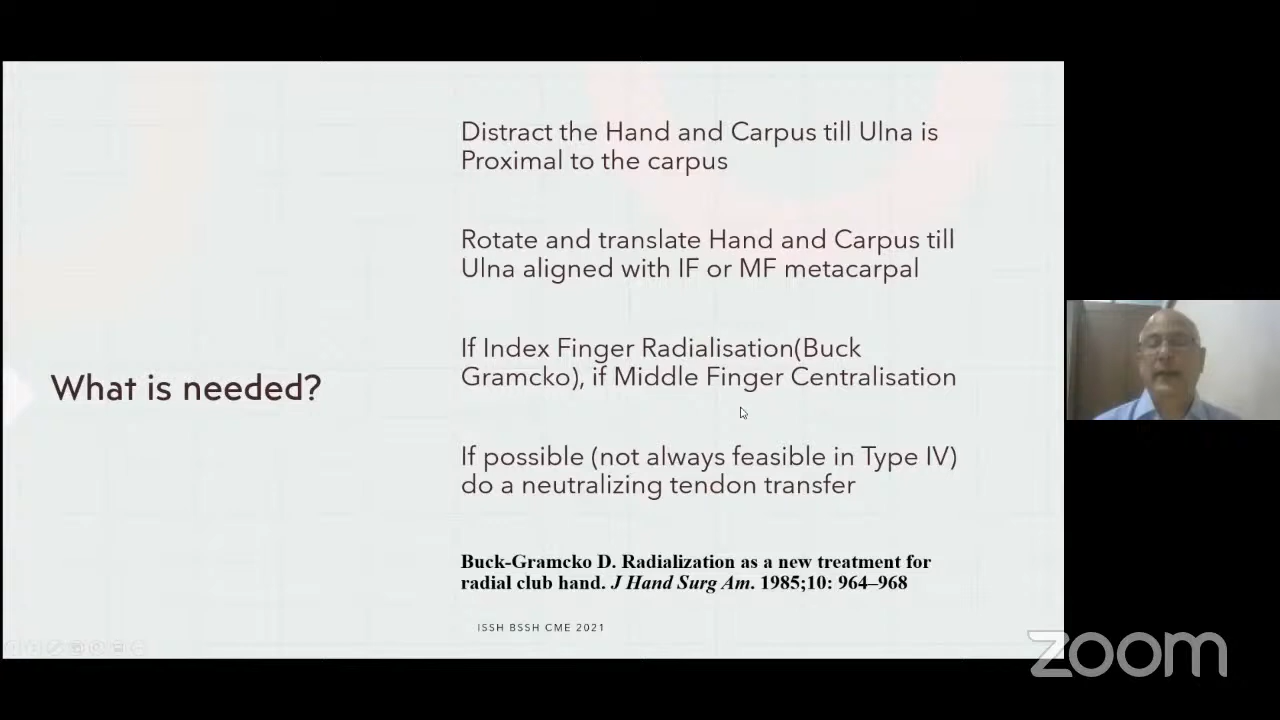 What is needed?
Distract the Hand and Carpus till Ulna is
Proximal to the carpus
Rotate and translate Hand and Carpus till
Ulna aligned with IF or MF metacarpal
If Index Finger Radialisation(Buck
Gramcko), if Middle Finger Centralisation
If possible (not always feasible in Type IV)
do a neutralizing tendon transfer
Buck-Gramcko D. Radialization as a new treatment for
radial club hand. J Hand Surg Am. 1985;10: 964–968
ISSH BSSH CME 2021
zoom